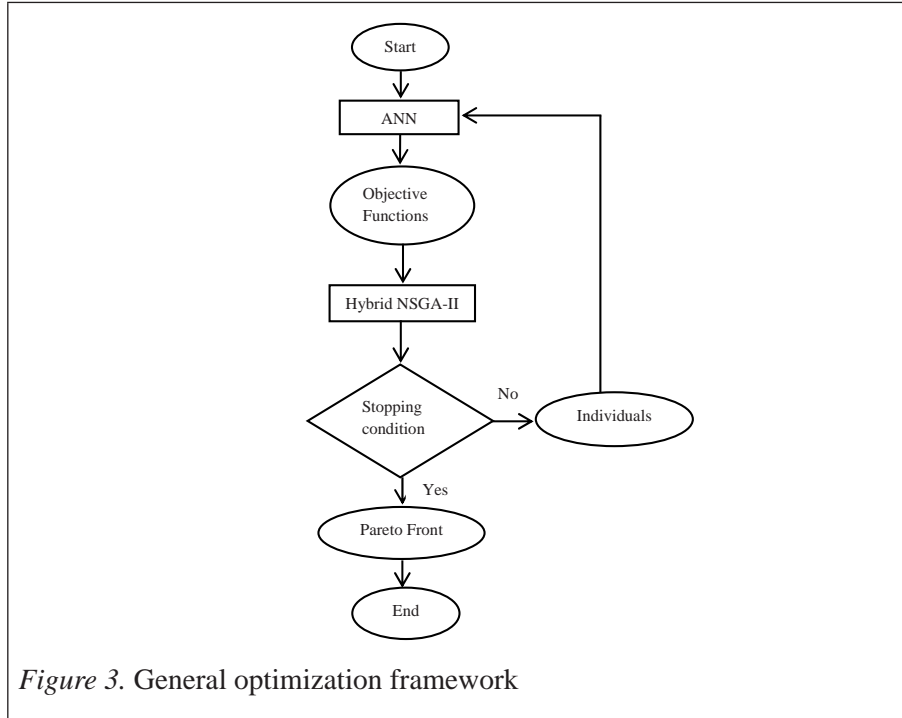 Start
ANN
Objective
Functions
Hybrid NSGA-II
Stopping
condition
No
Individuals
Yes
Pareto Front
End
Figure 3. General optimization framework